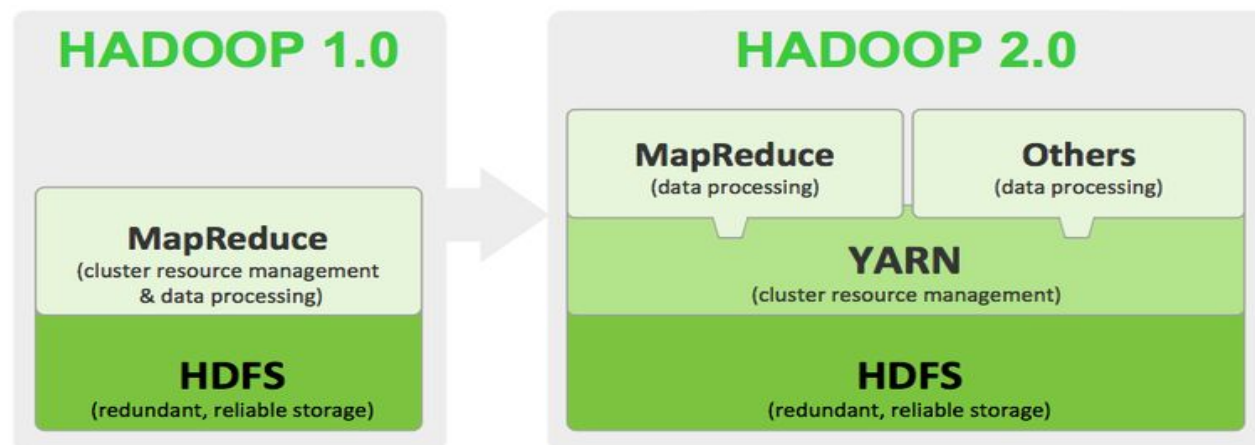 HADOOP 1.0
MapReduce
(cluster resource management
& data processing)
HDFS
(redundant, reliable storage)
HADOOP 2.0
MapReduce
(data processing)
Others
(data processing)
YARN
(cluster resource management)
HDFS
(redundant, reliable storage)